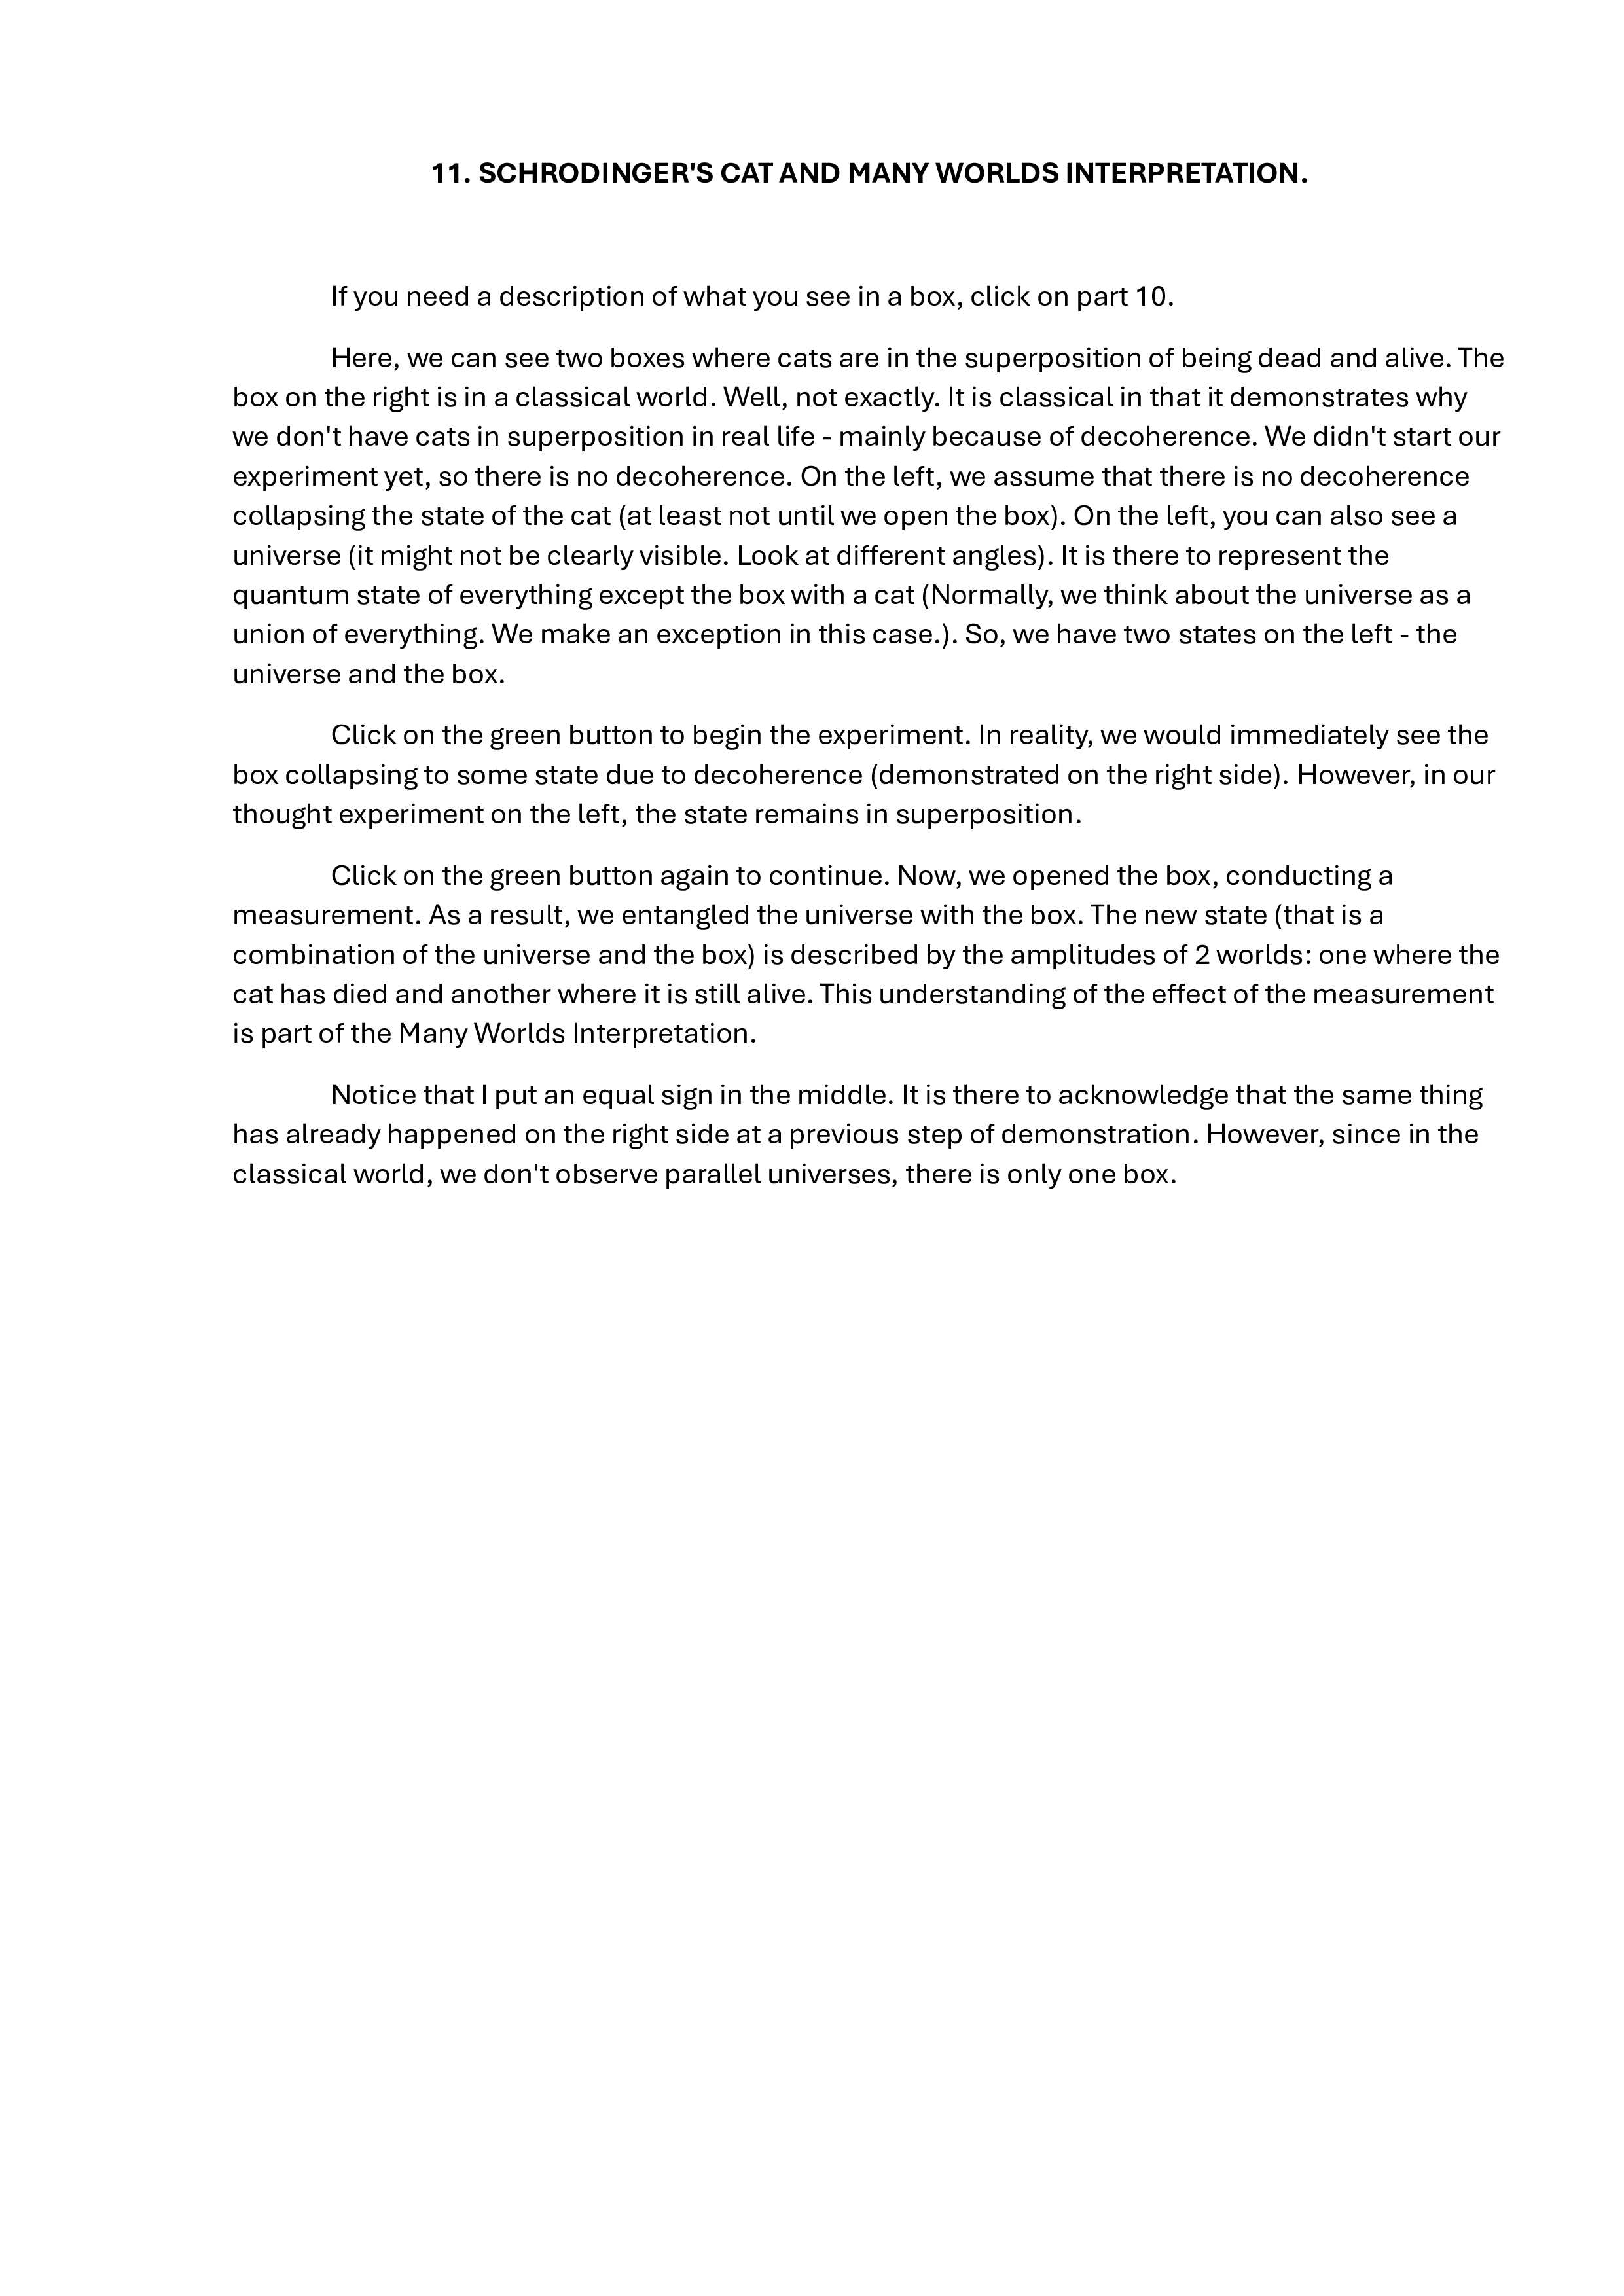 11. SCHRODINGER'S CAT AND MANY WORLDS INTERPRETATION.
If you need a description of what you see in a box, click on part 10.
Here, we can see two boxes where cats are in the superposition of being dead and alive. The
box on the right is in a classical world. Well, not exactly. It is classical in that it demonstrates why
we don't have cats in superposition in real life - mainly because of decoherence. We didn't start our
experiment yet, so there is no decoherence. On the left, we assume that there is no decoherence
collapsing the state of the cat (at least not until we open the box). On the left, you can also see a
universe (it might not be clearly visible. Look at different angles). It is there to represent the
quantum state of everything except the box with a cat (Normally, we think about the universe as a
union of everything. We make an exception in this case.). So, we have two states on the left - the
universe and the box.
Click on the green button to begin the experiment. In reality, we would immediately see the
box collapsing to some state due to decoherence (demonstrated on the right side). However, in our
thought experiment on the left, the state remains in superposition.
Click on the green button again to continue. Now, we opened the box, conducting a
measurement. As a result, we entangled the universe with the box. The new state (that is a
combination of the universe and the box) is described by the amplitudes of 2 worlds: one where the
cat has died and another where it is still alive. This understanding of the effect of the measurement
is part of the Many Worlds Interpretation.
Notice that I put an equal sign in the middle. It is there to acknowledge that the same thing
has already happened on the right side at a previous step of demonstration. However, since in the
classical world, we don't observe parallel universes, there is only one box.